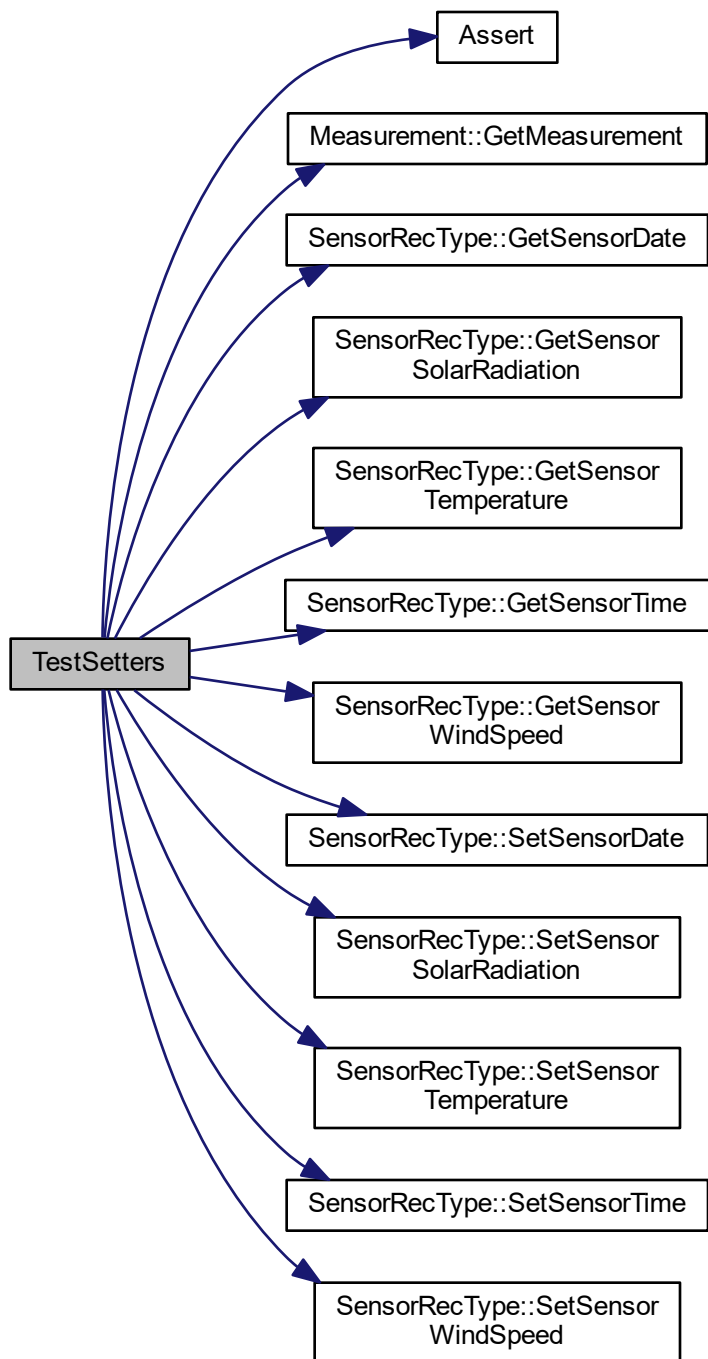 Assert
Measurement::GetMeasurement
SensorRecType::GetSensorDate
SensorRecType::GetSensor
SolarRadiation
SensorRecType::GetSensor
Temperature
SensorRecType::GetSensorTime
TestSetters
SensorRecType::GetSensor
WindSpeed
SensorRecType::SetSensorDate
SensorRecType::SetSensor
SolarRadiation
SensorRecType::SetSensor
Temperature
SensorRecType::SetSensorTime
SensorRecType::SetSensor
WindSpeed